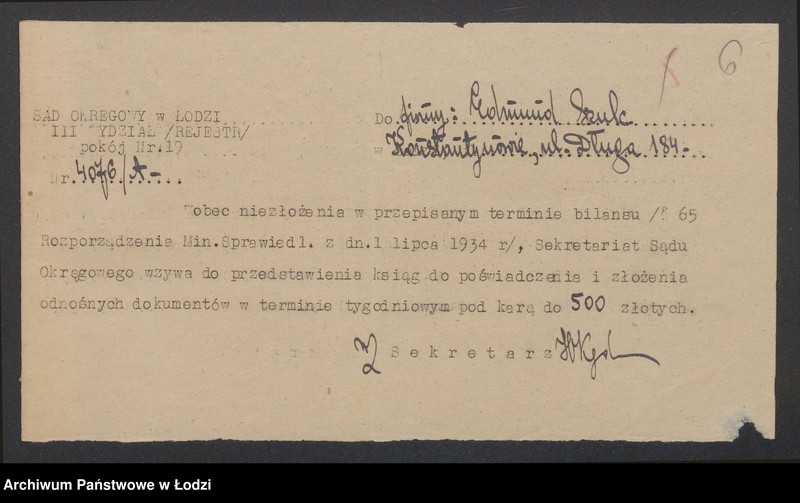 6
SĄD OKRĘGOWY w ŁODZI
III WYDZIAŁ /REJESTR/
pokój Nr.19
Nr. 4076/A-
Do firmy: Edmund Szulc
w Konstantynowie, ul. Długa 184-
Wobec niezłożenia w przepisanym terminie bilansu /§ 65
Rozporządzenia Min.Sprawiedl. z dn.1 lipca 1934 r/, Sekretariat Sądu
Okręgowego wzywa do przedstawienia ksiąg do poświadczenia i złożenia
odnośnych dokumentów w terminie tygodniowym pod karą do 500 złotych.
Sekretarz
Archiwum Państwowe w Łodzi